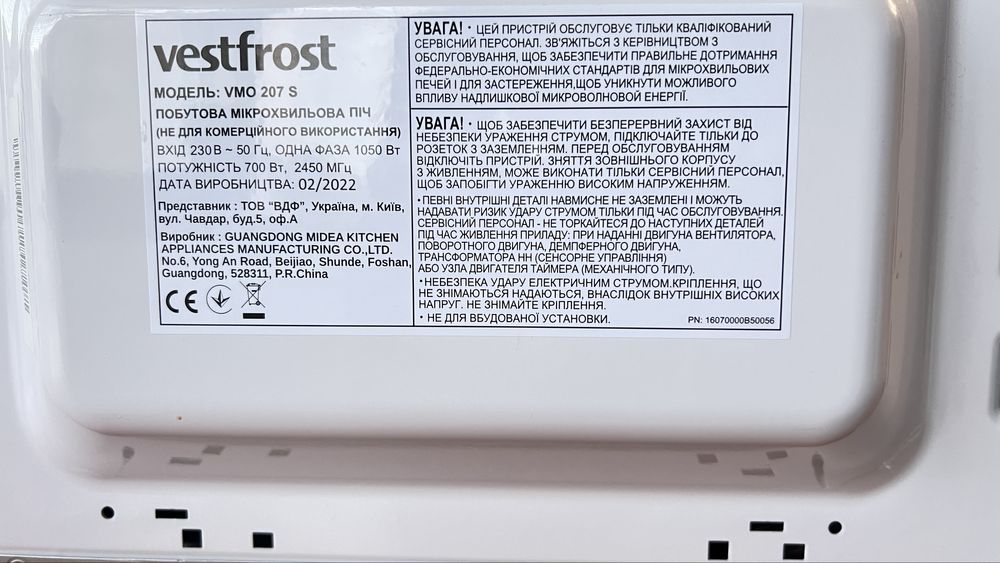 vestfrost
МОДЕЛЬ: VMO 207 S
ПОБУТОВА МІКРОХВИЛЬОВА ПІЧ
(НЕ ДЛЯ КОМЕРЦІЙНОГО ВИКОРИСТАННЯ)
ВХІД 230 В ~ 50 Гц, ОДНА ФАЗА 1050 Вт
ПОТУЖНІСТЬ 700 Вт, 2450 МГц
ДАТА ВИРОБНИЦТВА: 02/2022
Представник : ТОВ "ВДФ", Україна, м. Київ,
вул. Чавдар, буд.5, оф.А
Виробник : GUANGDONG MIDEA KITCHEN
APPLIANCES MANUFACTURING CO.,LTD.
No.6, Yong An Road, Beijiao, Shunde, Foshan,
Guangdong, 528311, P.R.China
CE
УВАГА! · ЦЕЙ ПРИСТРІЙ ОБСЛУГОВУЄ ТІЛЬКИ КВАЛІФІКОВАНИЙ
СЕРВІСНИЙ ПЕРСОНАЛ. ЗВ'ЯЖІТЬСЯ З КЕРІВНИЦТВОМ З
ОБСЛУГОВУВАННЯ, ЩОБ ЗАБЕЗПЕЧИТИ ПРАВИЛЬНЕ ДОТРИМАННЯ
ФЕДЕРАЛЬНО-ЕКОНОМІЧНИХ СТАНДАРТІВ ДЛЯ МІКРОХВИЛЬОВИХ
ПЕЧЕЙ І ДЛЯ ЗАСТЕРЕЖЕННЯ,ЩОБ УНИКНУТИ МОЖЛИВОГО
ВПЛИВУ НАДЛИШКОВОЇ МИКРОВОЛНОВОЙ ЕНЕРГІЇ.
УВАГА! · ЩОБ ЗАБЕЗПЕЧИТИ БЕЗПЕРЕРВНИЙ ЗАХИСТ ВІД
НЕБЕЗПЕКИ УРАЖЕННЯ СТРУМОМ, ПІДКЛЮЧАЙТЕ ТІЛЬКИ ДО
РОЗЕТОК З ЗАЗЕМЛЕННЯМ. ПЕРЕД ОБСЛУГОВУВАННЯМ
ВІДКЛЮЧІТЬ ПРИСТРІЙ. ЗНЯТТЯ ЗОВНІШНЬОГО КОРПУСУ
З ЖИВЛЕННЯМ, МОЖЕ ВИКОНАТИ ТІЛЬКИ СЕРВІСНИЙ ПЕРСОНАЛ,
ЩОБ ЗАПОБІГТИ УРАЖЕННЮ ВИСОКИМ НАПРУЖЕННЯМ.
· ПЕВНІ ВНУТРІШНІ ДЕТАЛІ НАВМИСНЕ НЕ ЗАЗЕМЛЕНІ І МОЖУТЬ
НАДАВАТИ РИЗИК УДАРУ СТРУМОМ ТІЛЬКИ ПІД ЧАС ОБСЛУГОВУВАННЯ.
СЕРВІСНИЙ ПЕРСОНАЛ - НЕ ТОРКАЙТЕСЯ ДО НАСТУПНИХ ДЕТАЛЕЙ
ПІД ЧАС ЖИВЛЕННЯ ПРИЛАДУ: ПРИ НАДАННІ ДВИГУНА ВЕНТИЛЯТОРА,
ПОВОРОТНОГО ДВИГУНА, ДЕМПФЕРНОГО ДВИГУНА,
ТРАНСФОРМАТОРА НН (СЕНСОРНЕ УПРАВЛІННЯ)
АБО УЗЛА ДВИГАТЕЛЯ ТАЙМЕРА (МЕХАНІЧНОГО ТИПУ).
· НЕБЕЗПЕКА УДАРУ ЕЛЕКТРИЧНИМ СТРУМОМ.КРІПЛЕННЯ, ЩО
НЕ ЗНІМАЮТЬСЯ НАДАЮТЬСЯ, ВНАСЛІДОК ВНУТРІШНІХ ВИСОКИХ
НАПРУГ. НЕ ЗНІМАЙТЕ КРІПЛЕННЯ.
· НЕ ДЛЯ ВБУДОВАНОЇ УСТАНОВКИ.
PN: 16070000B50056